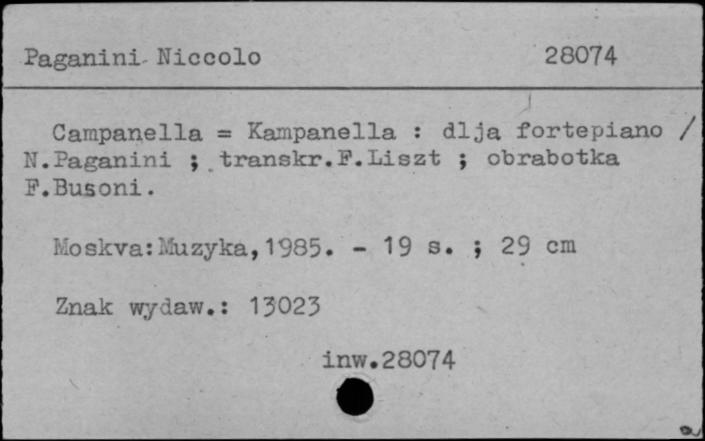 Paganini Niccolo 28074
Campanella = Kampanella : dlja fortepiano /
N.Paganini ; transkr.F.Liszt ; obrabotka
F.Busoni.
Moskva:Muzyka,1985. - 19 s. ; 29 cm
Znak wydaw.: 13023
inw.28074